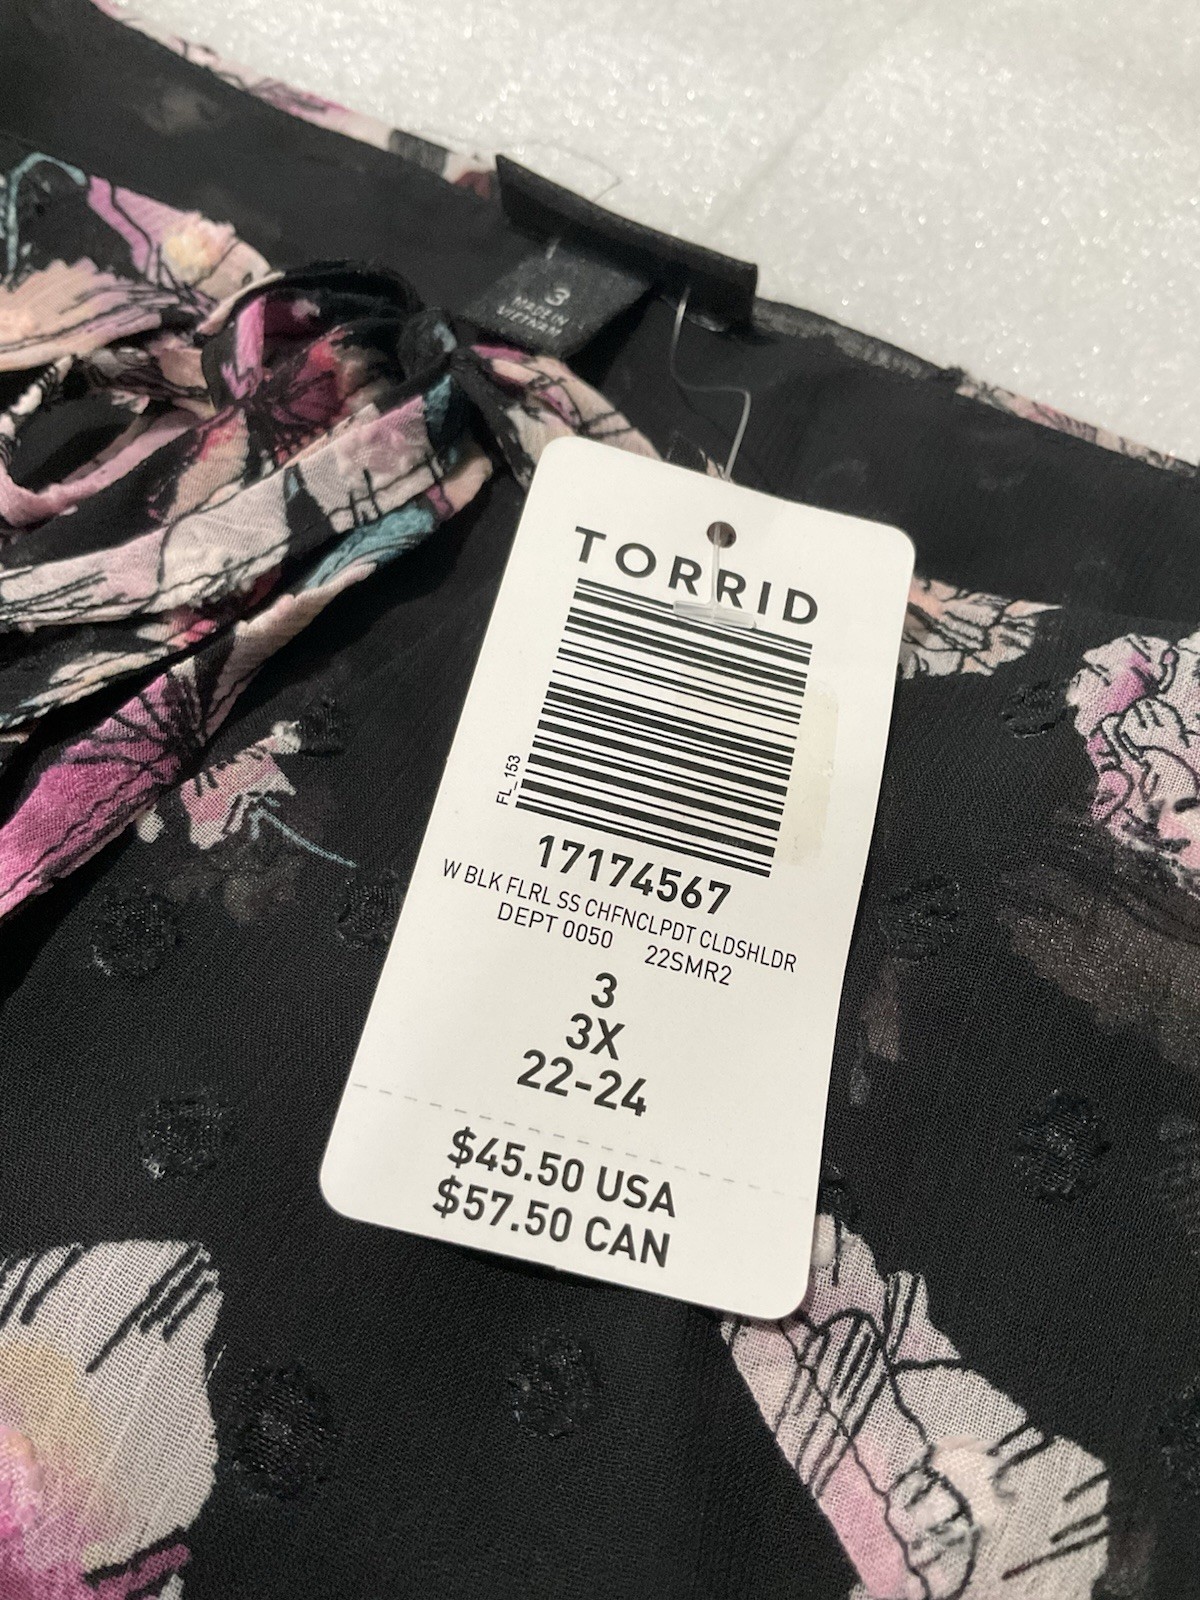 3
MADE IN
VIETNAM
TORRID
FL_153
17174567
W BLK FLRL SS CHFNCLPDT CLDSHLDR
DEPT 0050 22SMR2
3
3X
22-24
$45.50 USA
$57.50 CAN